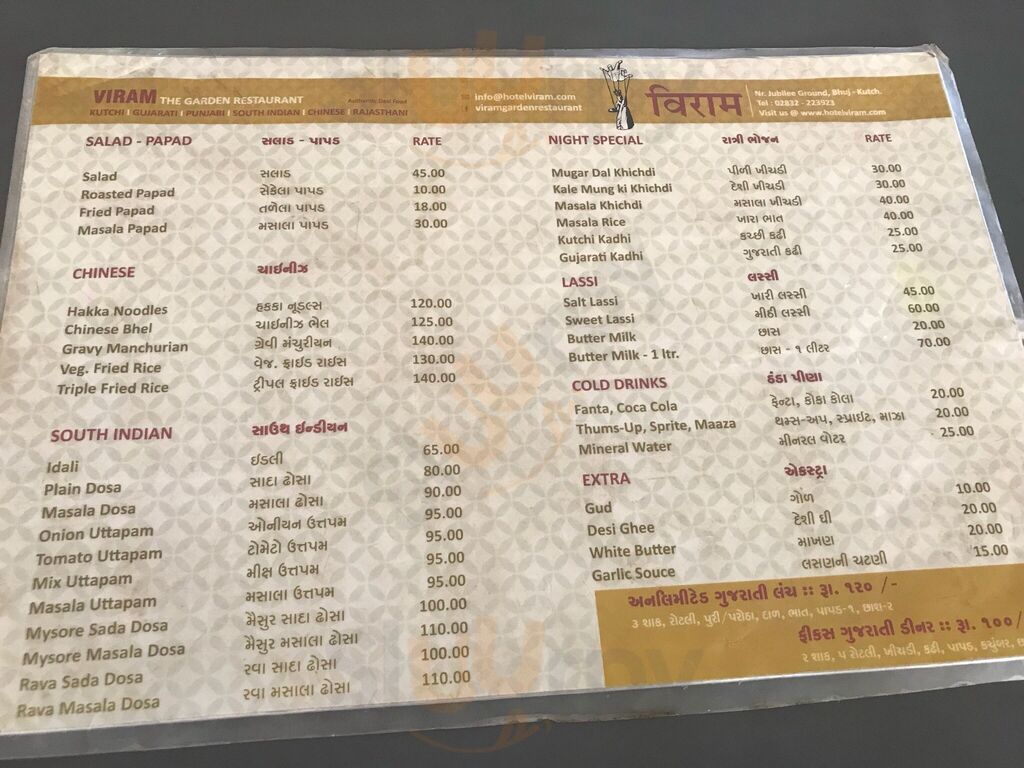 VIRAM THE GARDEN RESTAURANT Authentic Desi Food
KUTCHI | GUJARATI | PUNJABI | SOUTH INDIAN | CHINESE | RAJASTHANI
info@hotelviram.com
viramgardenrestaurant
विराम
Nr. Jubilee Ground, Bhuj - Kutch.
Tel : 02832 - 223923
Visit us @ www.hotelviram.com
SALAD - PAPAD સલાડ - પાપડ RATE
Salad સલાડ 45.00
Roasted Papad સેકેલા પાપડ 10.00
Fried Papad તળેલા પાપડ 18.00
Masala Papad મસાલા પાપડ 30.00
CHINESE ચાઈનીઝ
Hakka Noodles હકકા નૂડલ્સ 120.00
Chinese Bhel ચાઈનીઝ ભેલ 125.00
Gravy Manchurian ગ્રેવી મંચુરીયન 140.00
Veg. Fried Rice વેજ. ફ્રાઈડ રાઈસ 130.00
Triple Fried Rice ટ્રીપલ ફ્રાઈડ રાઈસ 140.00
SOUTH INDIAN સાઉથ ઈન્ડીયન
Idali ઈડલી 65.00
Plain Dosa સાદા ઢોસા 80.00
Masala Dosa મસાલા ઢોસા 90.00
Onion Uttapam ઓનીયન ઉત્તપમ 95.00
Tomato Uttapam ટોમેટો ઉત્તપમ 95.00
Mix Uttapam મીક્ષ ઉત્તપમ 95.00
Masala Uttapam મસાલા ઉત્તપમ 95.00
Mysore Sada Dosa મૈસુર સાદા ઢોસા 100.00
Mysore Masala Dosa મૈસુર મસાલા ઢોસા 110.00
Rava Sada Dosa રવા સાદા ઢોસા 100.00
Rava Masala Dosa રવા મસાલા ઢોસા 110.00
NIGHT SPECIAL રાત્રી ભોજન RATE
Mugar Dal Khichdi પીળી ખીચડી 30.00
Kale Mung ki Khichdi દેશી ખીચડી 30.00
Masala Khichdi મસાલા ખીચડી 40.00
Masala Rice ખારા ભાત 40.00
Kutchi Kadhi કચ્છી કઢી 25.00
Gujarati Kadhi ગુજરાતી કઢી 25.00
LASSI લસ્સી
Salt Lassi ખારી લસ્સી 45.00
Sweet Lassi મીઠી લસ્સી 60.00
Butter Milk છાસ 20.00
Butter Milk - 1 ltr. છાસ - ૧ લીટર 70.00
COLD DRINKS ઠંડા પીણા
Fanta, Coca Cola ફેન્ટા, કોકા કોલા 20.00
Thums-Up, Sprite, Maaza થમ્સ-અપ, સ્પ્રાઈટ, માઝા 20.00
Mineral Water મીનરલ વોટર 25.00
EXTRA એકસ્ટ્રા
Gud ગોળ 10.00
Desi Ghee દેશી ઘી 20.00
White Butter માખણ 20.00
Garlic Souce લસણની ચટણી 15.00
અનલિમીટેડ ગુજરાતી લંચ :: રૂા. ૧૨૦ /-
૩ શાક, રોટલી, પુરી/પરોઠા, દાળ, ભાત, પાપડ-૧, છાશ-૨
ફીકસ ગુજરાતી ડીનર :: રૂા. ૧૦૦/
૨ શાક, ૫ રોટલી, ખીચડી, કઢી, પાપડ, કચુંબર,